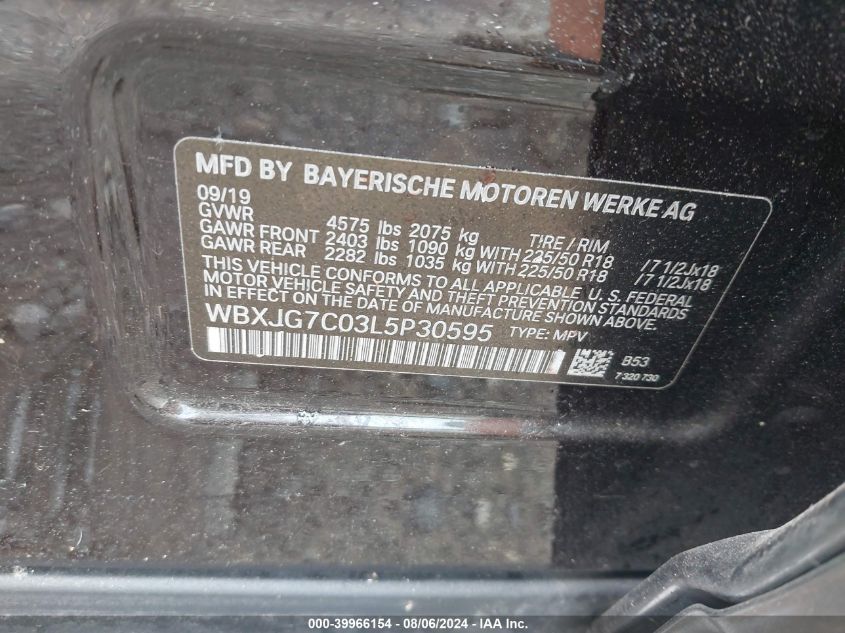 MFD BY BAYERISCHE MOTOREN WERKE AG
09/19
GVWR 4575 lbs 2075 kg TIRE / RIM
GAWR FRONT 2403 lbs 1090 kg WITH 225/50 R18 /7 1/2Jx18
GAWR REAR 2282 lbs 1035 kg WITH 225/50 R18 /7 1/2Jx18
THIS VEHICLE CONFORMS TO ALL APPLICABLE U. S. FEDERAL
MOTOR VEHICLE SAFETY AND THEFT PREVENTION STANDARDS
IN EFFECT ON THE DATE OF MANUFACTURE SHOWN ABOVE.
WBXJG7C03L5P30595 TYPE: MPV
B53
7 320 730
000-39966154 - 08/06/2024 - IAAI.COM